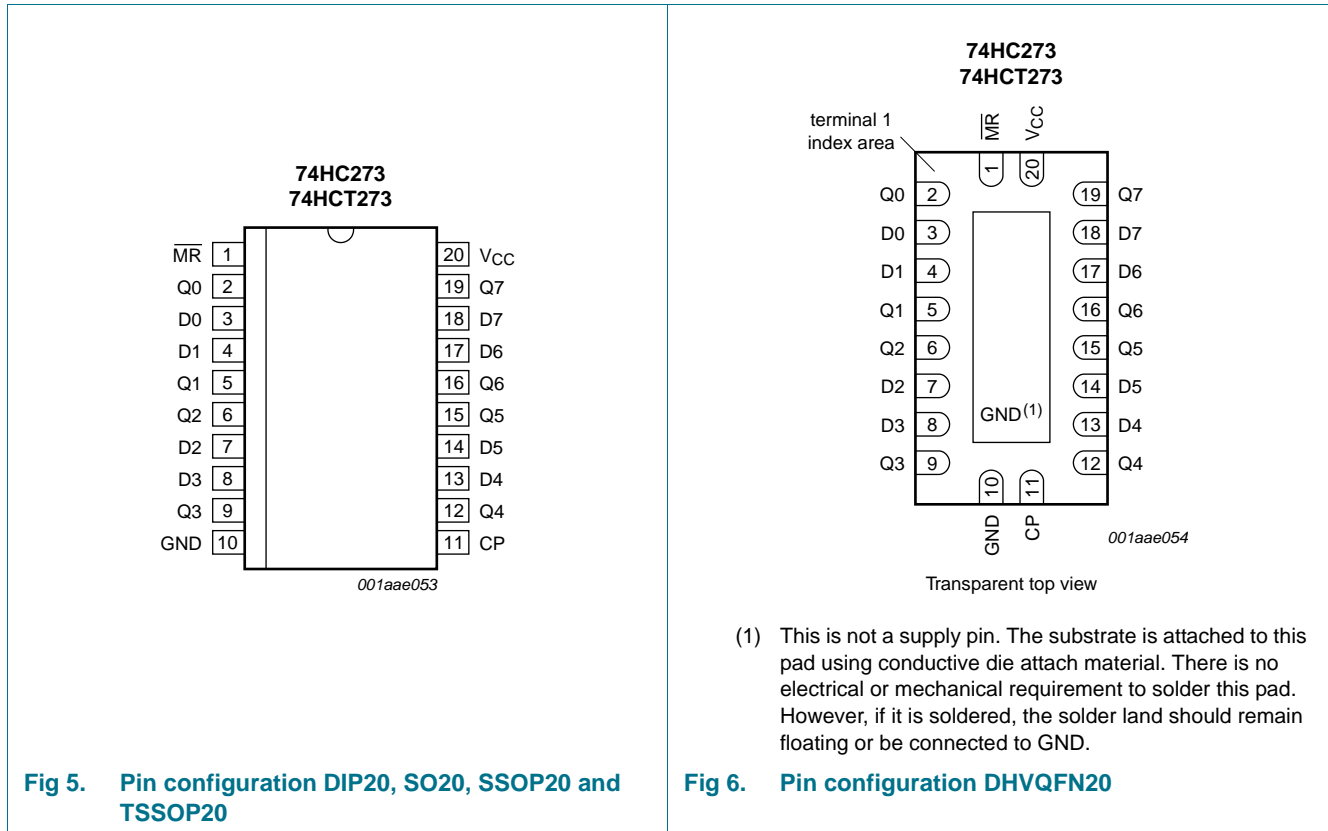 74HC273
74HCT273
MR 1
Q0 2
D0 3
D1 4
Q1 5
Q2 6
D2 7
D3 8
Q3 9
GND 10
20 VCC
19 Q7
18 D7
17 D6
16 Q6
15 Q5
14 D5
13 D4
12 Q4
11 CP
001aae053
Fig 5. Pin configuration DIP20, SO20, SSOP20 and
TSSOP20
74HC273
74HCT273
terminal 1
index area
MR
VCC
1
20
Q0 2
D0 3
D1 4
Q1 5
Q2 6
D2 7
D3 8
Q3 9
19 Q7
18 D7
17 D6
16 Q6
15 Q5
14 D5
13 D4
12 Q4
GND(1)
10
11
GND
CP
001aae054
Transparent top view
(1) This is not a supply pin. The substrate is attached to this
pad using conductive die attach material. There is no
electrical or mechanical requirement to solder this pad.
However, if it is soldered, the solder land should remain
floating or be connected to GND.
Fig 6. Pin configuration DHVQFN20